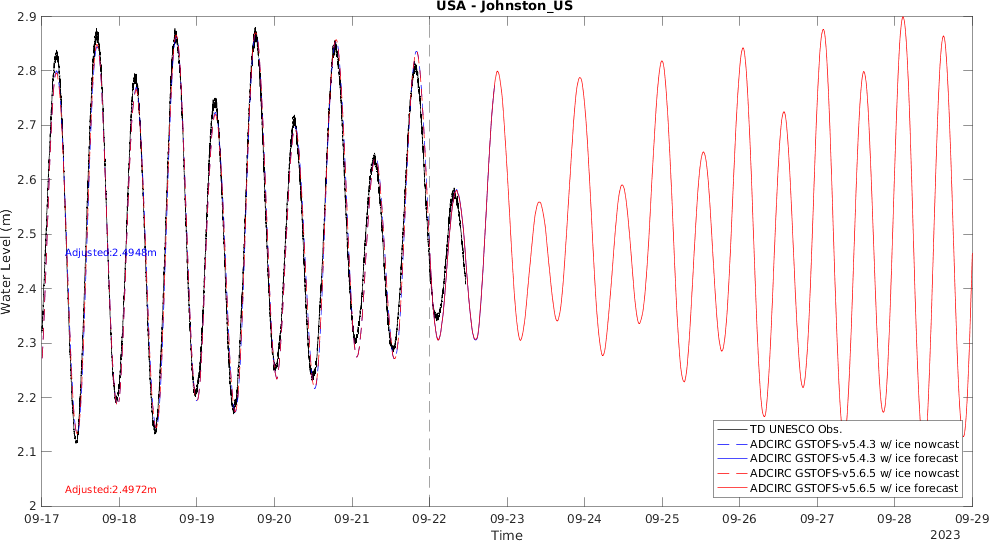 USA - Johnston_US
2.9
2.8
2.7
2.6
2.5
2.4
2.3
2.2
2.1
2
Water Level (m)
Adjusted:2.4948m
Adjusted:2.4972m
TD UNESCO Obs.
ADCIRC GSTOFS-v5.4.3 w/ ice nowcast
ADCIRC GSTOFS-v5.4.3 w/ ice forecast
ADCIRC GSTOFS-v5.6.5 w/ ice nowcast
ADCIRC GSTOFS-v5.6.5 w/ ice forecast
09-17 09-18 09-19 09-20 09-21 09-22 09-23 09-24 09-25 09-26 09-27 09-28 09-29
Time
2023